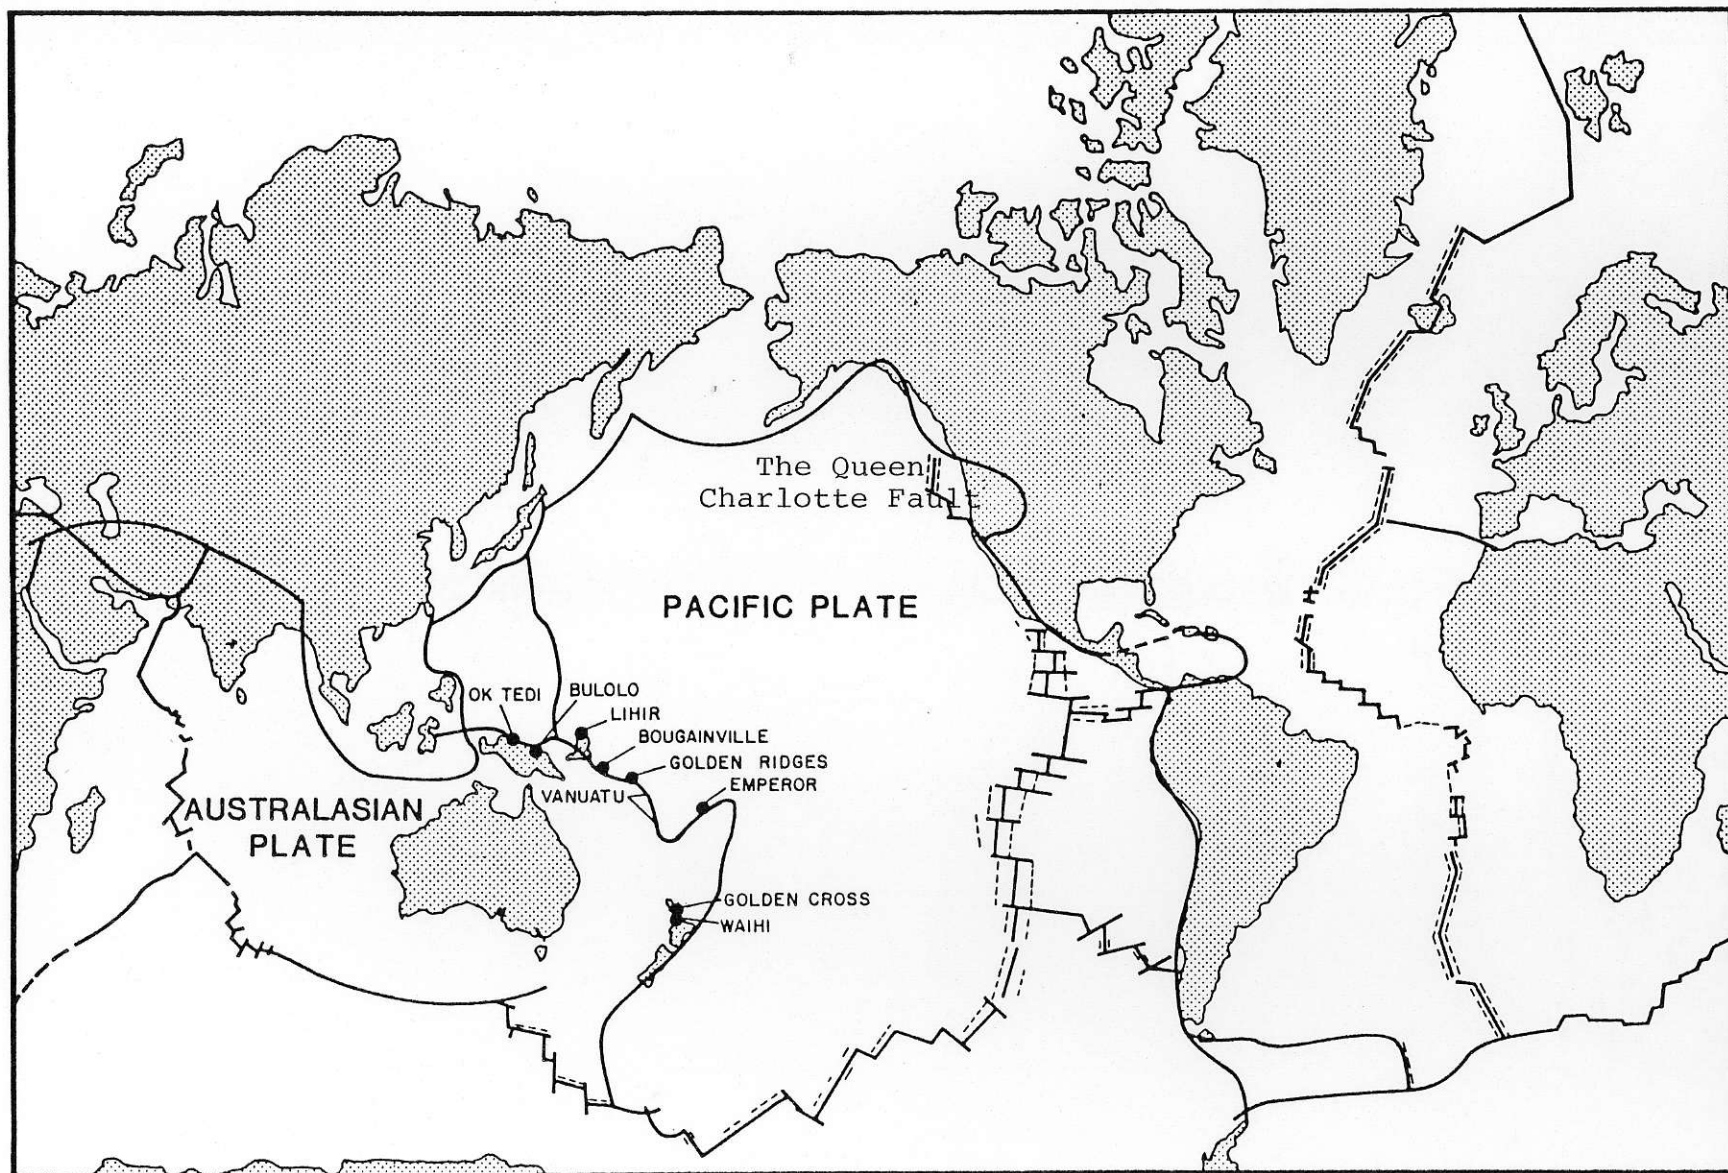 The Queen
Charlotte Fault
PACIFIC PLATE
OK TEDI
BULOLO
LIHIR
BOUGAINVILLE
GOLDEN RIDGES
EMPEROR
VANUATU
AUSTRALASIAN
PLATE
GOLDEN CROSS
WAIHI